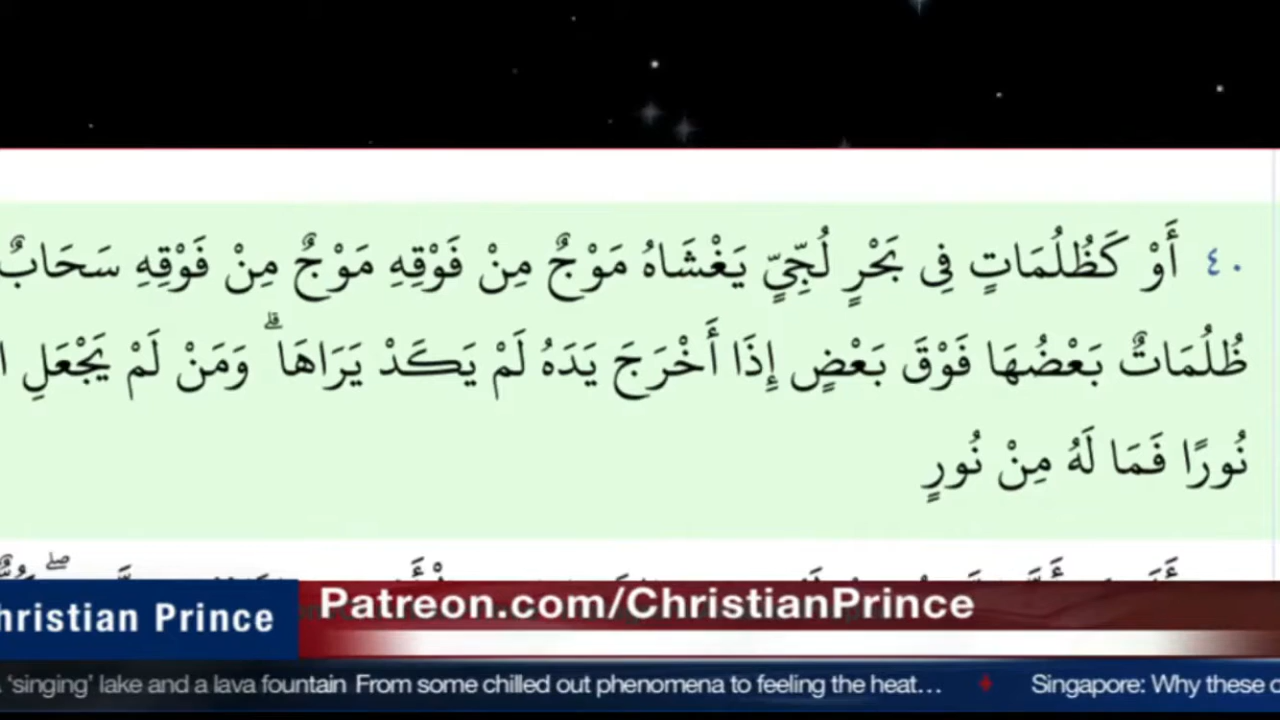 ٤٠ أَوْ كَظُلُمَاتٍ فِي بَحْرٍ لُجِّيٍّ يَغْشَاهُ مَوْجٌ مِنْ فَوْقِهِ مَوْجٌ مِنْ فَوْقِهِ سَحَابٌ
ظُلُمَاتٌ بَعْضُهَا فَوْقَ بَعْضٍ إِذَا أَخْرَجَ يَدَهُ لَمْ يَكَدْ يَرَاهَا ۗ وَمَنْ لَمْ يَجْعَلِ
نُورًا فَمَا لَهُ مِنْ نُورٍ
hristian Prince
Patreon.com/ChristianPrince
‘singing’ lake and a lava fountain From some chilled out phenomena to feeling the heat… Singapore: Why these